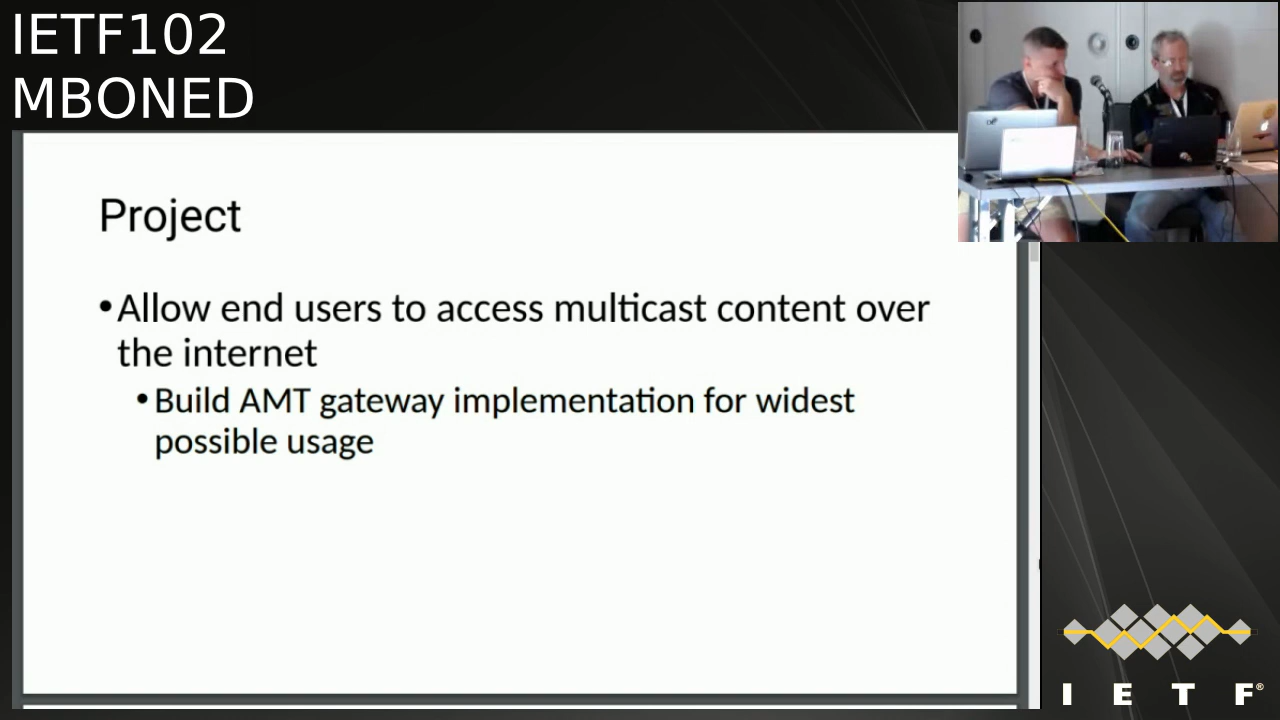 IETF102
MBONED
Project
•Allow end users to access multicast content over
the internet
•Build AMT gateway implementation for widest
possible usage
I E T F®